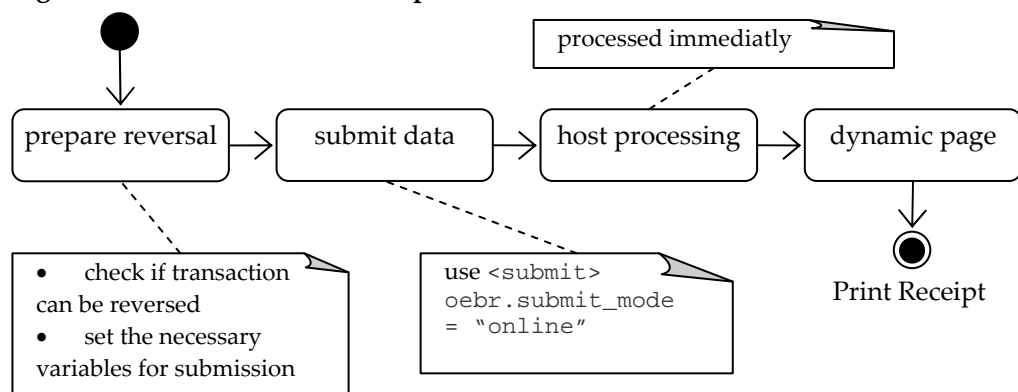 processed immediatly
prepare reversal
submit data
host processing
dynamic page
• check if transaction
can be reversed
• set the necessary
variables for submission
use <submit>
oebr.submit_mode
= “online”
Print Receipt